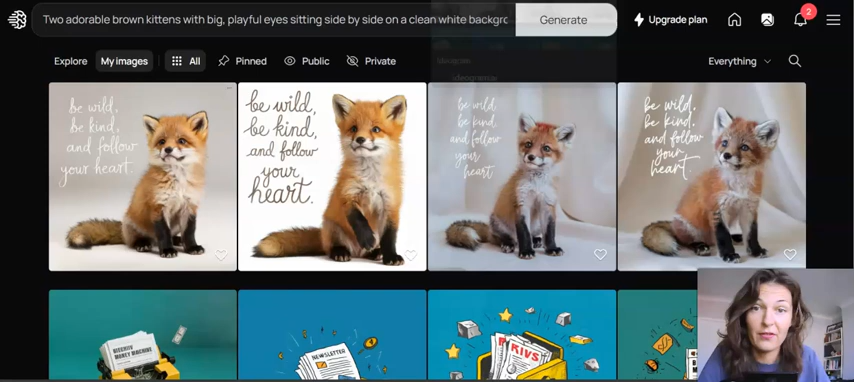 Two adorable brown kittens with big, playful eyes sitting side by side on a clean white backgro
Generate
Upgrade plan
2
Explore
My images
All
Pinned
Public
Private
Everything
be wild,
be kind,
and follow
your heart.
be wild,
be kind,
and follow
your
heart.
be wild,
be kind,
and follow
your
heart
be wild,
be kind,
and follow
your
heart.
MONEY MACHINE
NEWSLETTER